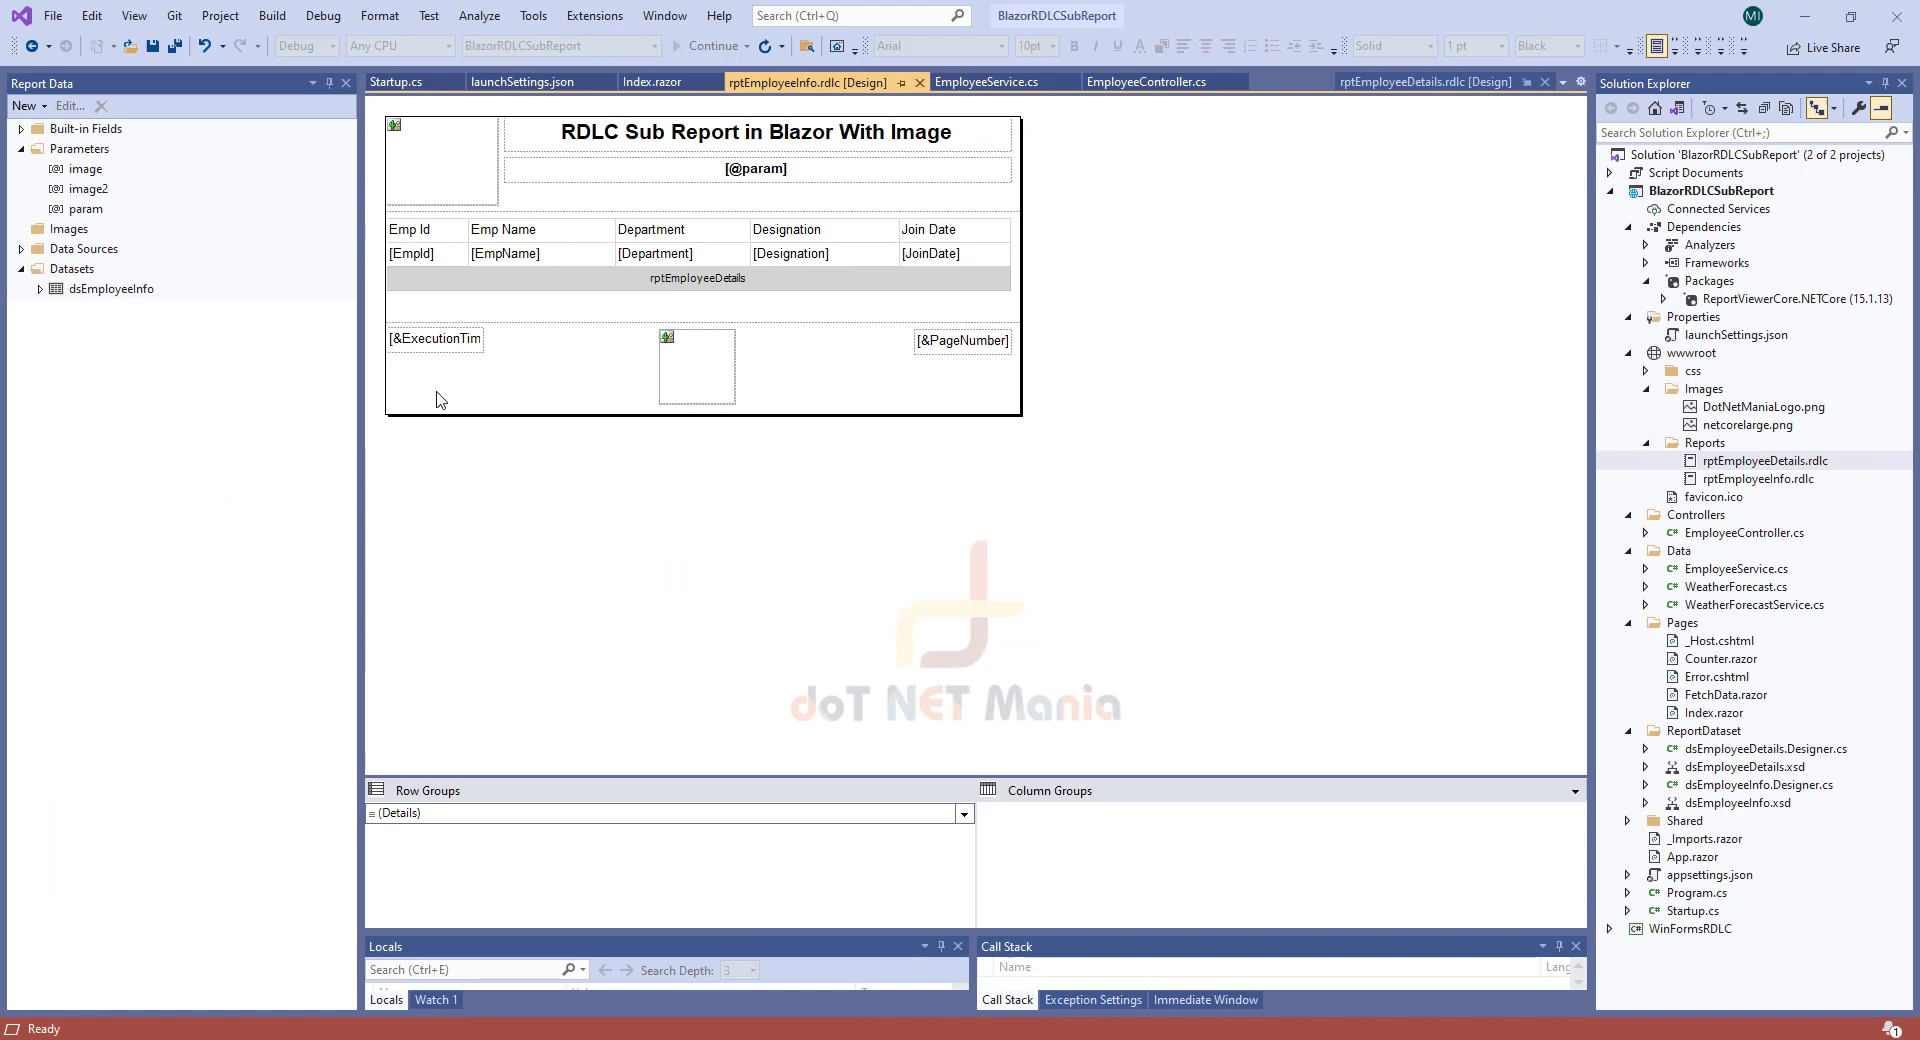 File Edit View Git Project Build Debug Format Test Analyze Tools Extensions Window Help Search (Ctrl+Q) BlazorRDLCSubReport MI
Debug Any CPU BlazorRDLCSubReport Continue Arial 10pt B I U A Solid 1 pt Black Live Share
Report Data
New Edit...
Built-in Fields
Parameters
image
image2
param
Images
Data Sources
Datasets
dsEmployeeInfo
Startup.cs launchSettings.json Index.razor rptEmployeeInfo.rdlc [Design] EmployeeService.cs EmployeeController.cs rptEmployeeDetails.rdlc [Design]
RDLC Sub Report in Blazor With Image
[@param]
Emp Id Emp Name Department Designation Join Date
[EmpId] [EmpName] [Department] [Designation] [JoinDate]
rptEmployeeDetails
[&ExecutionTim [&PageNumber]
doT NET Mania
Row Groups Column Groups
(Details)
Locals
Search (Ctrl+E) Search Depth: 3
Locals Watch 1
Call Stack
Name Lang
Call Stack Exception Settings Immediate Window
Solution Explorer
Search Solution Explorer (Ctrl+;)
Solution 'BlazorRDLCSubReport' (2 of 2 projects)
Script Documents
BlazorRDLCSubReport
Connected Services
Dependencies
Analyzers
Frameworks
Packages
ReportViewerCore.NETCore (15.1.13)
Properties
launchSettings.json
wwwroot
css
Images
DotNetManiaLogo.png
netcorelarge.png
Reports
rptEmployeeDetails.rdlc
rptEmployeeInfo.rdlc
favicon.ico
Controllers
EmployeeController.cs
Data
EmployeeService.cs
WeatherForecast.cs
WeatherForecastService.cs
Pages
_Host.cshtml
Counter.razor
Error.cshtml
FetchData.razor
Index.razor
ReportDataset
dsEmployeeDetails.Designer.cs
dsEmployeeDetails.xsd
dsEmployeeInfo.Designer.cs
dsEmployeeInfo.xsd
Shared
_Imports.razor
App.razor
appsettings.json
Program.cs
Startup.cs
WinFormsRDLC
Ready 1